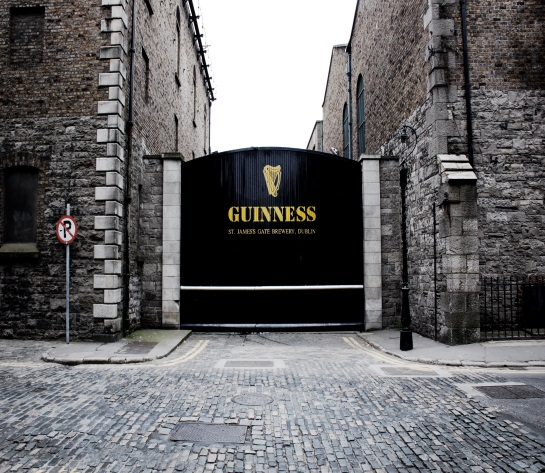 GUINNESS
ST. JAMES'S GATE BREWERY, DUBLIN
P